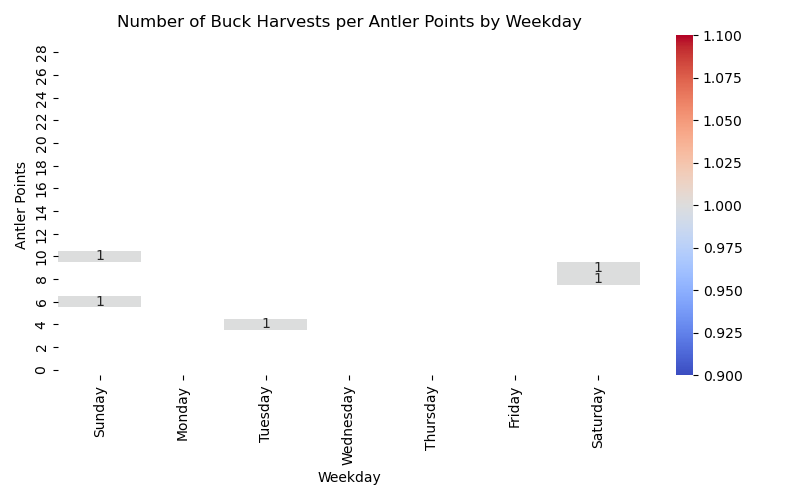 Number of Buck Harvests per Antler Points by Weekday
Antler Points
28
26
24
22
20
18
16
14
12
10
8
6
4
2
0
1
1
1
1
1
Sunday
Monday
Tuesday
Wednesday
Thursday
Friday
Saturday
Weekday
1.100
1.075
1.050
1.025
1.000
0.975
0.950
0.925
0.900